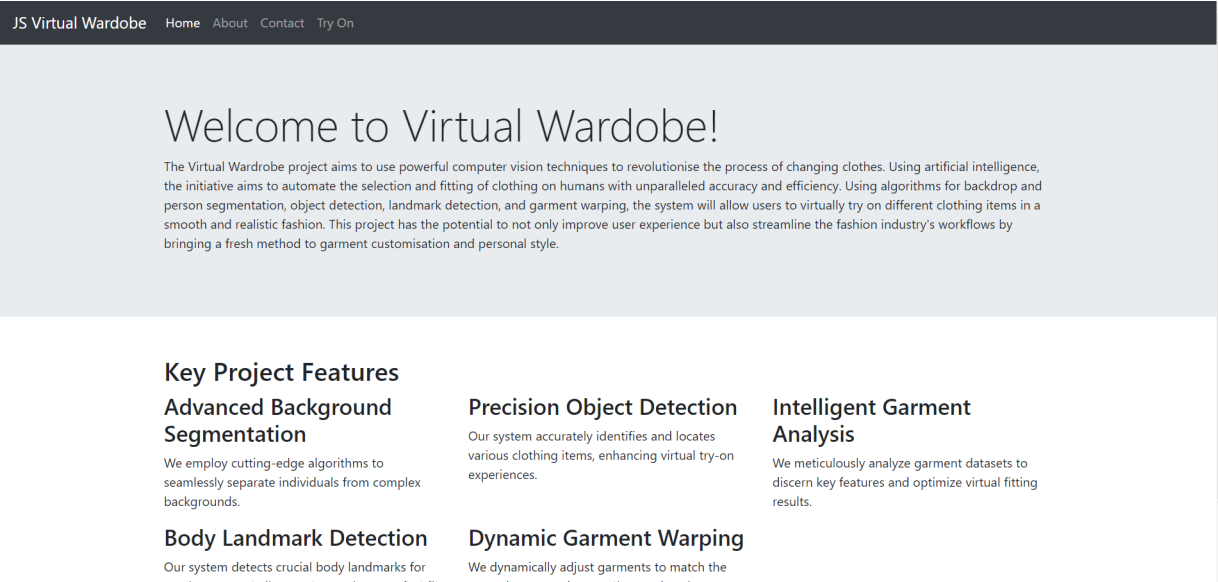 JS Virtual Wardobe Home About Contact Try On
Welcome to Virtual Wardobe!
The Virtual Wardrobe project aims to use powerful computer vision techniques to revolutionise the process of changing clothes. Using artificial intelligence,
the initiative aims to automate the selection and fitting of clothing on humans with unparalleled accuracy and efficiency. Using algorithms for backdrop and
person segmentation, object detection, landmark detection, and garment warping, the system will allow users to virtually try on different clothing items in a
smooth and realistic fashion. This project has the potential to not only improve user experience but also streamline the fashion industry's workflows by
bringing a fresh method to garment customisation and personal style.
Key Project Features
Advanced Background
Segmentation
We employ cutting-edge algorithms to
seamlessly separate individuals from complex
backgrounds.
Precision Object Detection
Our system accurately identifies and locates
various clothing items, enhancing virtual try-on
experiences.
Intelligent Garment
Analysis
We meticulously analyze garment datasets to
discern key features and optimize virtual fitting
results.
Body Landmark Detection
Our system detects crucial body landmarks for
Dynamic Garment Warping
We dynamically adjust garments to match the